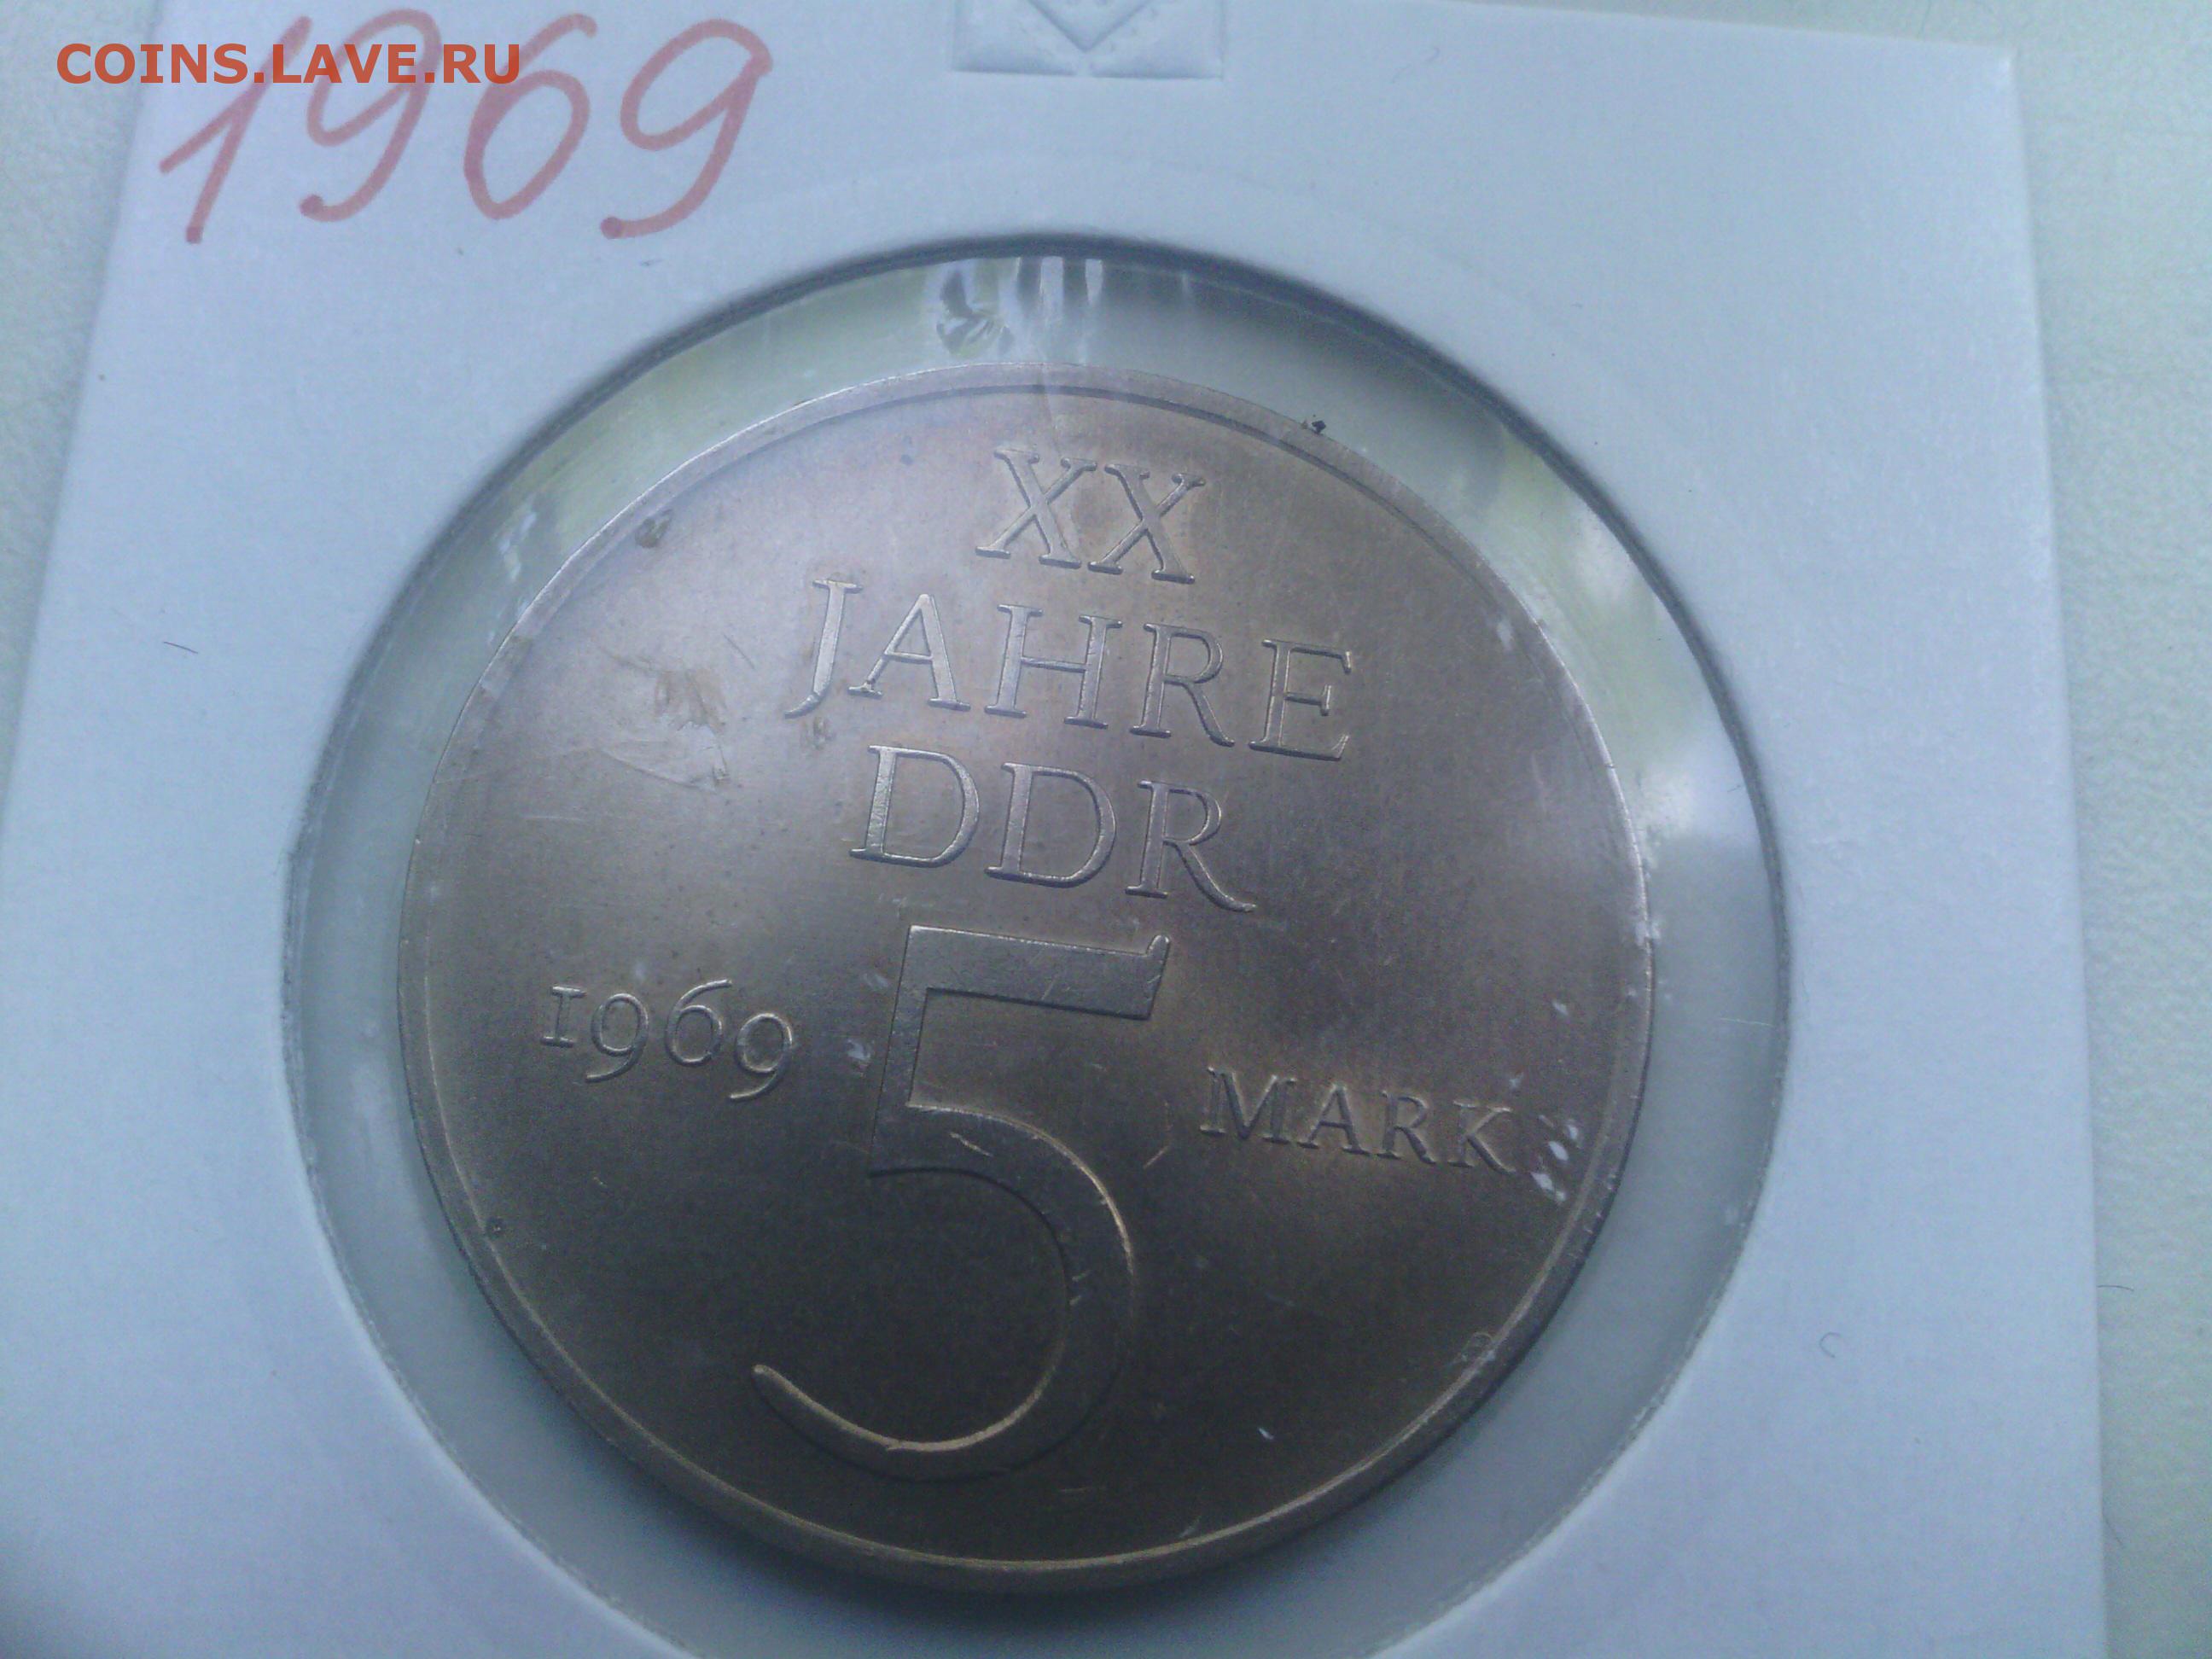 COINS.LAVE.RU
1969
XX
JAHRE
DDR
1969 5 MARK